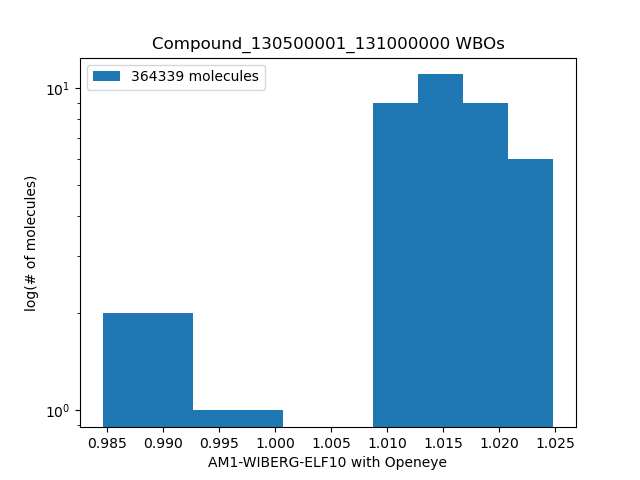 Compound_130500001_131000000 WBOs
364339 molecules
log(# of molecules)
10¹
10⁰
0.985 0.990 0.995 1.000 1.005 1.010 1.015 1.020 1.025
AM1-WIBERG-ELF10 with Openeye